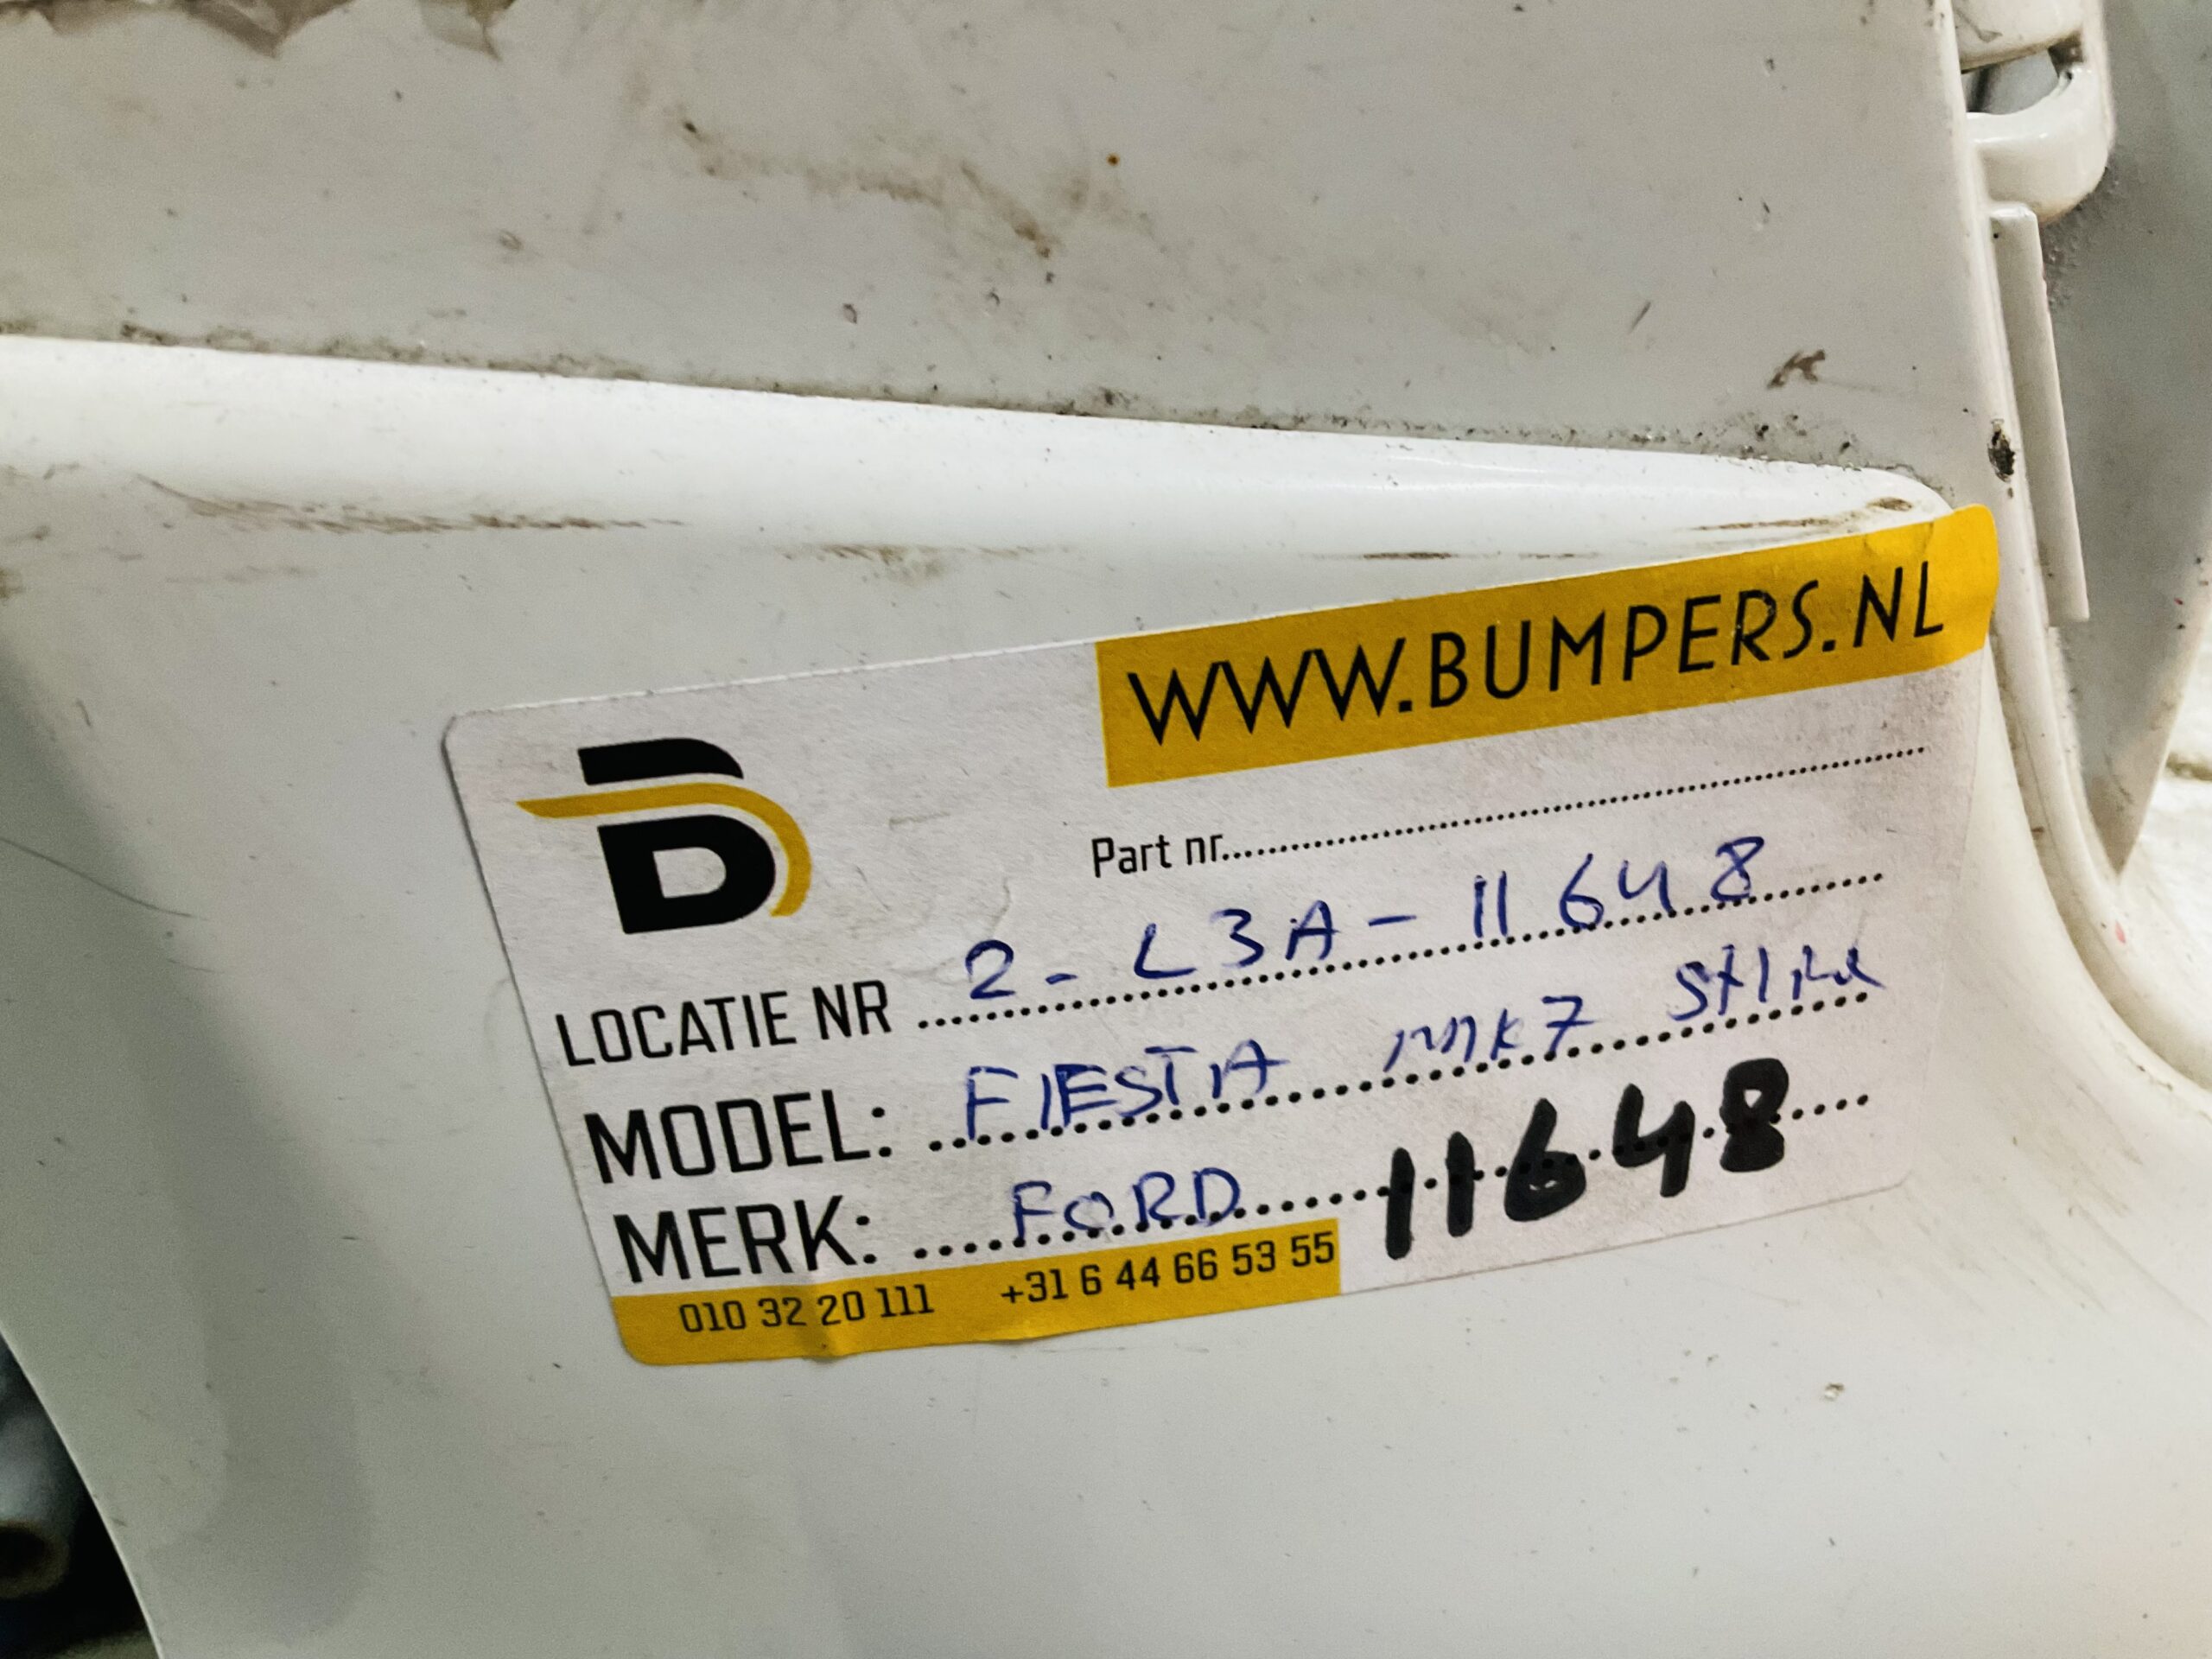 WWW.BUMPERS.NL
Part nr.
LOCATIE NR 2 - L3A - 11648
MODEL: FIESTA MK7
MERK: FORD 11648
010 32 20 111 +31 6 44 66 53 55